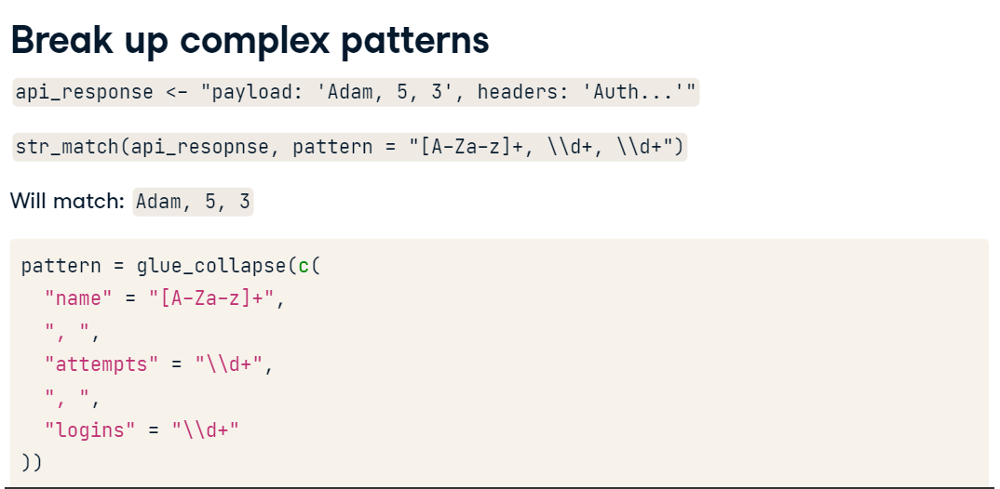 Break up complex patterns
api_response <- "payload: 'Adam, 5, 3', headers: 'Auth...'"
str_match(api_resopnse, pattern = "[A-Za-z]+, \\d+, \\d+")
Will match: Adam, 5, 3
pattern = glue_collapse(c(
  "name" = "[A-Za-z]+",
  ", ",
  "attempts" = "\\d+",
  ", ",
  "logins" = "\\d+"
))